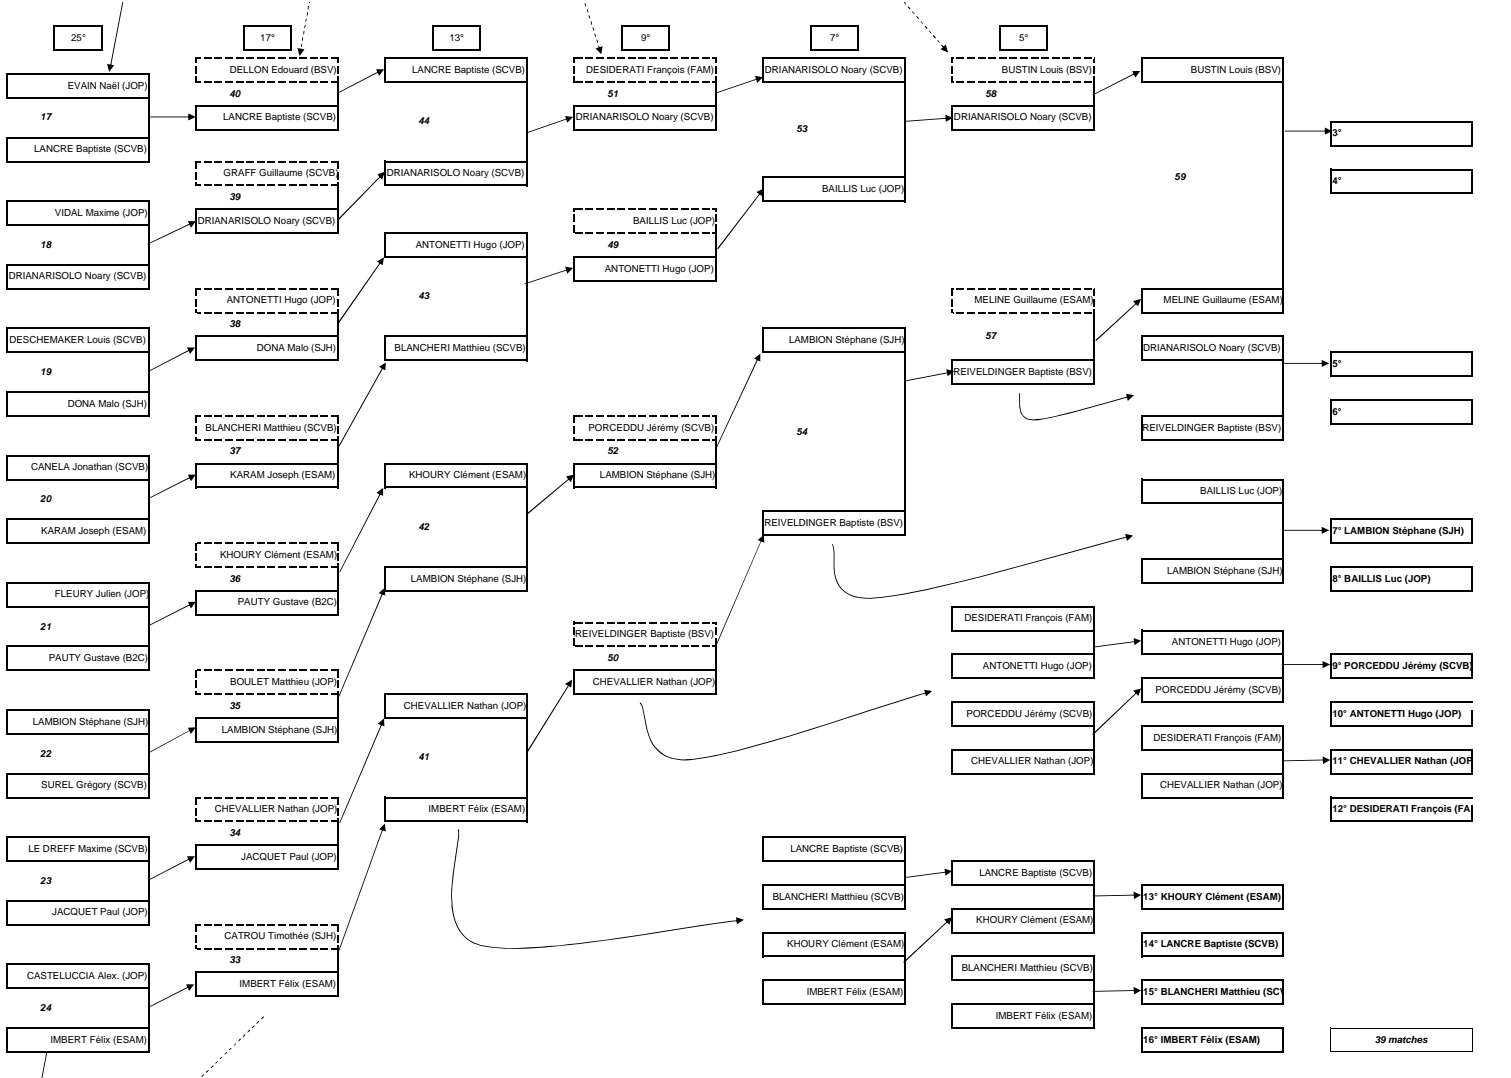 25°
17°
13°
9°
7°
5°
EVAIN Naël (JOP)
17
LANCRE Baptiste (SCVB)
VIDAL Maxime (JOP)
18
DRIANARISOLO Noary (SCVB)
DESCHEMAKER Louis (SCVB)
19
DONA Malo (SJH)
CANELA Jonathan (SCVB)
20
KARAM Joseph (ESAM)
FLEURY Julien (JOP)
21
PAUTY Gustave (B2C)
LAMBION Stéphane (SJH)
22
SUREL Grégory (SCVB)
LE DREFF Maxime (SCVB)
23
JACQUET Paul (JOP)
CASTELUCCIA Alex. (JOP)
24
IMBERT Félix (ESAM)
DELLON Edouard (BSV)
40
LANCRE Baptiste (SCVB)
GRAFF Guillaume (SCVB)
39
DRIANARISOLO Noary (SCVB)
ANTONETTI Hugo (JOP)
38
DONA Malo (SJH)
BLANCHERI Matthieu (SCVB)
37
KARAM Joseph (ESAM)
KHOURY Clément (ESAM)
36
PAUTY Gustave (B2C)
BOULET Matthieu (JOP)
35
LAMBION Stéphane (SJH)
CHEVALLIER Nathan (JOP)
34
JACQUET Paul (JOP)
CATROU Timothée (SJH)
33
IMBERT Félix (ESAM)
LANCRE Baptiste (SCVB)
44
DRIANARISOLO Noary (SCVB)
ANTONETTI Hugo (JOP)
43
BLANCHERI Matthieu (SCVB)
KHOURY Clément (ESAM)
42
LAMBION Stéphane (SJH)
CHEVALLIER Nathan (JOP)
41
IMBERT Félix (ESAM)
DESIDERATI François (FAM)
51
DRIANARISOLO Noary (SCVB)
BAILLIS Luc (JOP)
49
ANTONETTI Hugo (JOP)
PORCEDDU Jérémy (SCVB)
52
LAMBION Stéphane (SJH)
REIVELDINGER Baptiste (BSV)
50
CHEVALLIER Nathan (JOP)
DRIANARISOLO Noary (SCVB)
53
BAILLIS Luc (JOP)
LAMBION Stéphane (SJH)
54
REIVELDINGER Baptiste (BSV)
LANCRE Baptiste (SCVB)
BLANCHERI Matthieu (SCVB)
KHOURY Clément (ESAM)
IMBERT Félix (ESAM)
BUSTIN Louis (BSV)
58
DRIANARISOLO Noary (SCVB)
MELINE Guillaume (ESAM)
57
REIVELDINGER Baptiste (BSV)
DESIDERATI François (FAM)
ANTONETTI Hugo (JOP)
PORCEDDU Jérémy (SCVB)
CHEVALLIER Nathan (JOP)
LANCRE Baptiste (SCVB)
KHOURY Clément (ESAM)
BLANCHERI Matthieu (SCVB)
IMBERT Félix (ESAM)
BUSTIN Louis (BSV)
59
MELINE Guillaume (ESAM)
DRIANARISOLO Noary (SCVB)
REIVELDINGER Baptiste (BSV)
BAILLIS Luc (JOP)
LAMBION Stéphane (SJH)
ANTONETTI Hugo (JOP)
PORCEDDU Jérémy (SCVB)
DESIDERATI François (FAM)
CHEVALLIER Nathan (JOP)
13° KHOURY Clément (ESAM)
14° LANCRE Baptiste (SCVB)
15° BLANCHERI Matthieu (SCV
16° IMBERT Félix (ESAM)
3°
4°
5°
6°
7° LAMBION Stéphane (SJH)
8° BAILLIS Luc (JOP)
9° PORCEDDU Jérémy (SCVB)
10° ANTONETTI Hugo (JOP)
11° CHEVALLIER Nathan (JOP
12° DESIDERATI François (FA
39 matches